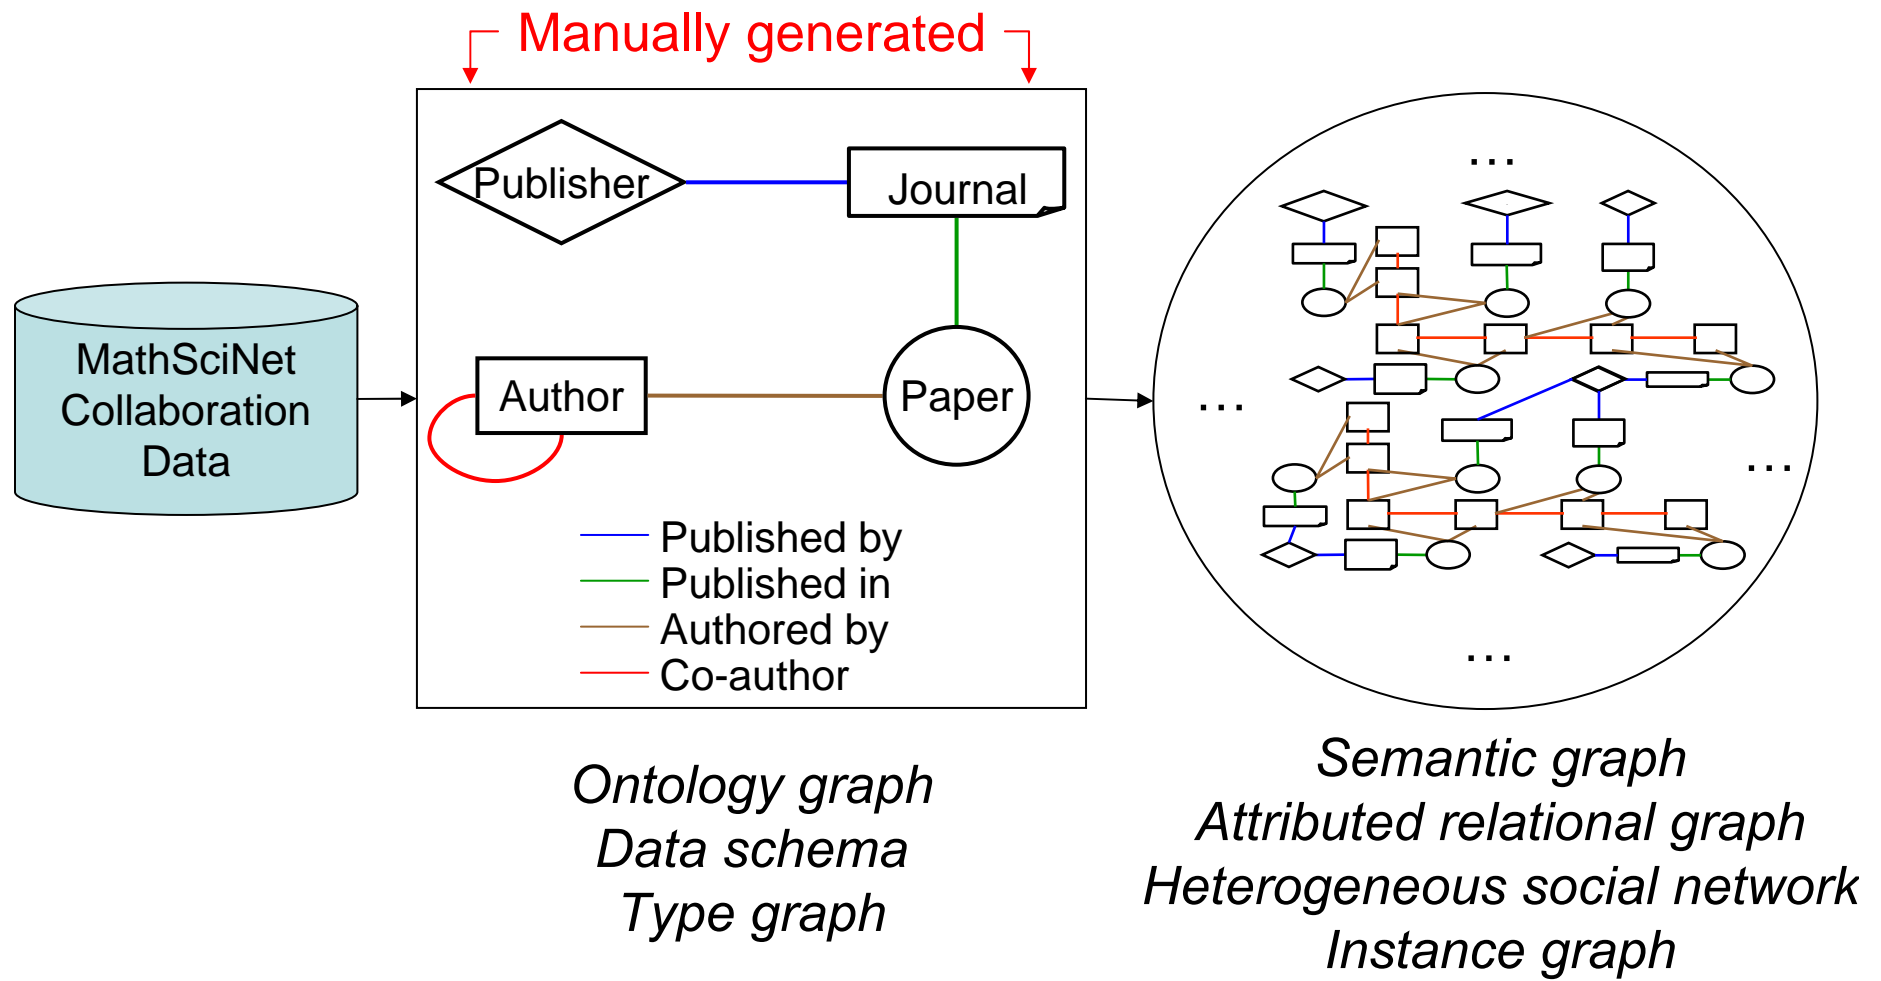 Manually generated
Publisher
Journal
MathSciNet
Collaboration
Data
Author
Paper
Published by
Published in
Authored by
Co-author
...
...
...
...
Ontology graph
Data schema
Type graph
Semantic graph
Attributed relational graph
Heterogeneous social network
Instance graph